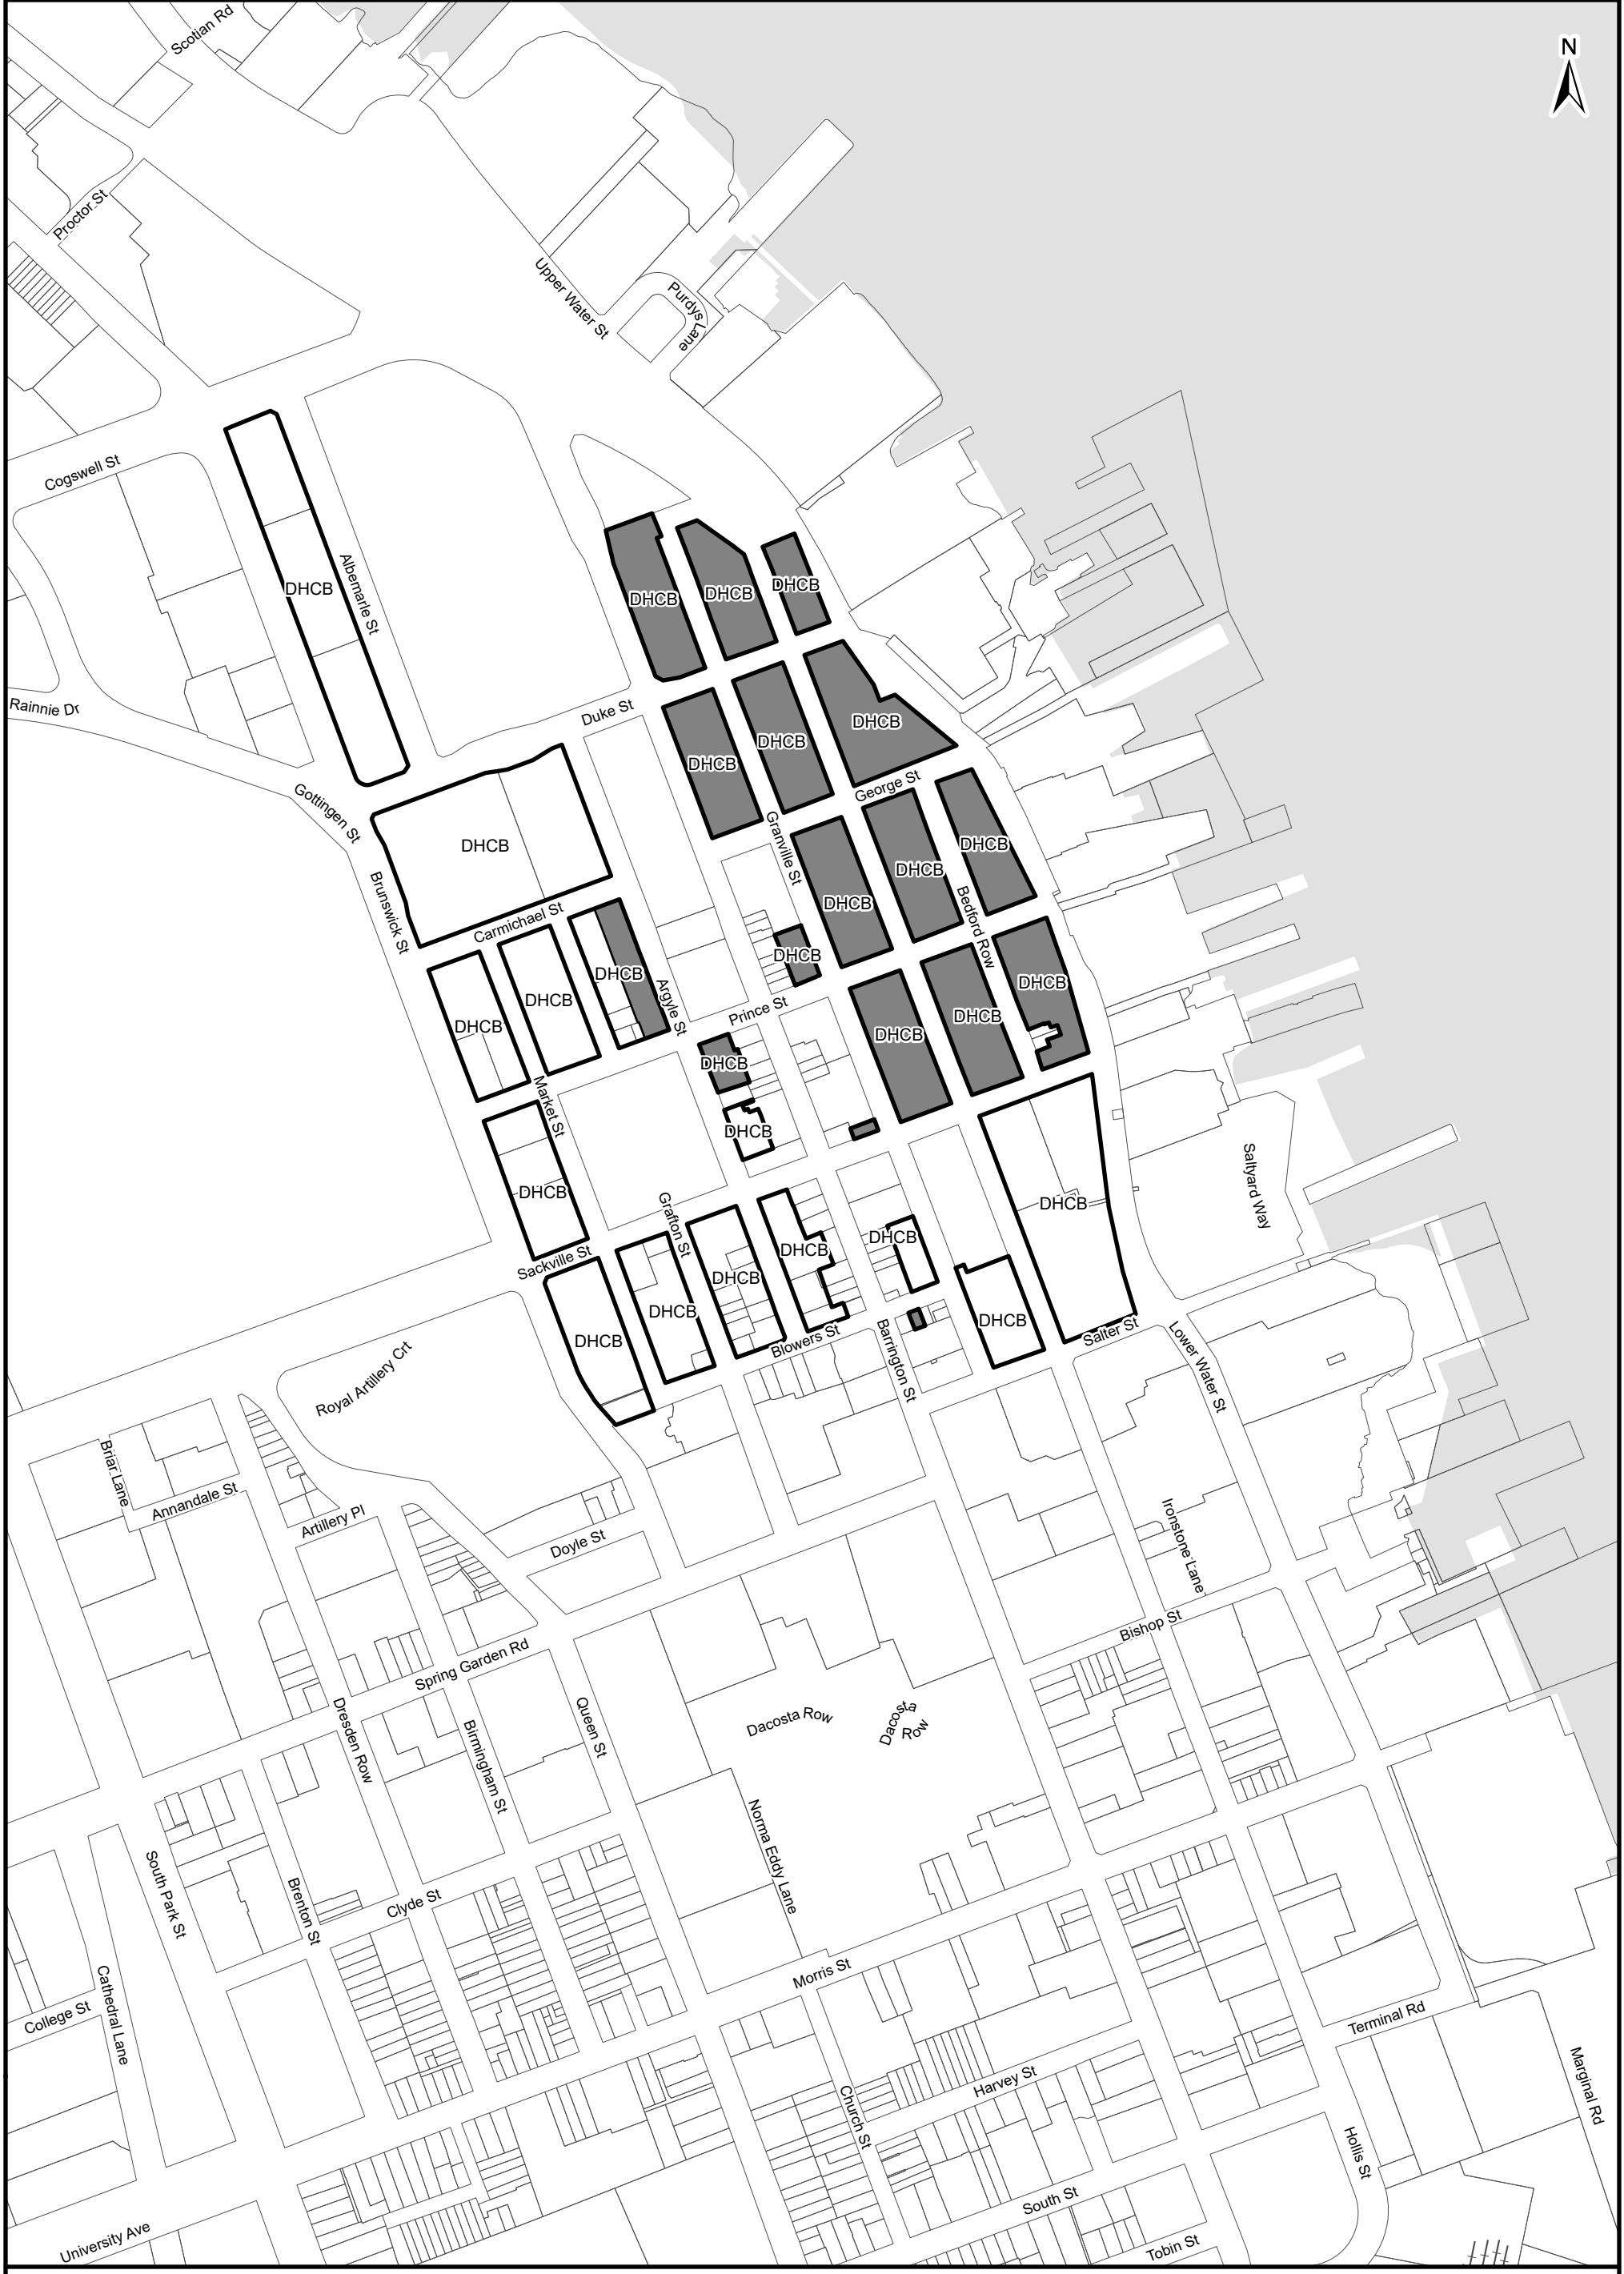 Scotian Rd
N
Proctor St
Upper Water St
Purdys Lane
Cogswell St
Albemarle St
DHCB
DHCB
DHCB
DHCB
Rainnie Dr
Duke St
DHCB
DHCB
DHCB
George St
Gottingen St
DHCB
Granville St
DHCB
DHCB
DHCB
Brunswick St
Carmichael St
Bedford Row
DHCB
DHCB
DHCB
DHCB
DHCB
Argyle St
Prince St
DHCB
DHCB
DHCB
DHCB
Market St
DHCB
Saltyard Way
DHCB
DHCB
Grafton St
DHCB
DHCB
Sackville St
DHCB
DHCB
DHCB
DHCB
Blowers St
Barrington St
Salter St
Lower Water St
Royal Artillery Crt
Briar Lane
Annandale St
Artillery Pl
Doyle St
Ironstone Lane
Bishop St
Spring Garden Rd
Dresden Row
Birmingham St
Queen St
Dacosta Row
Dacosta
Row
Norma Eddy Lane
South Park St
Brenton St
Clyde St
Morris St
Cathedral Lane
College St
Terminal Rd
Marginal Rd
Harvey St
Church St
Hollis St
South St
University Ave
Tobin St